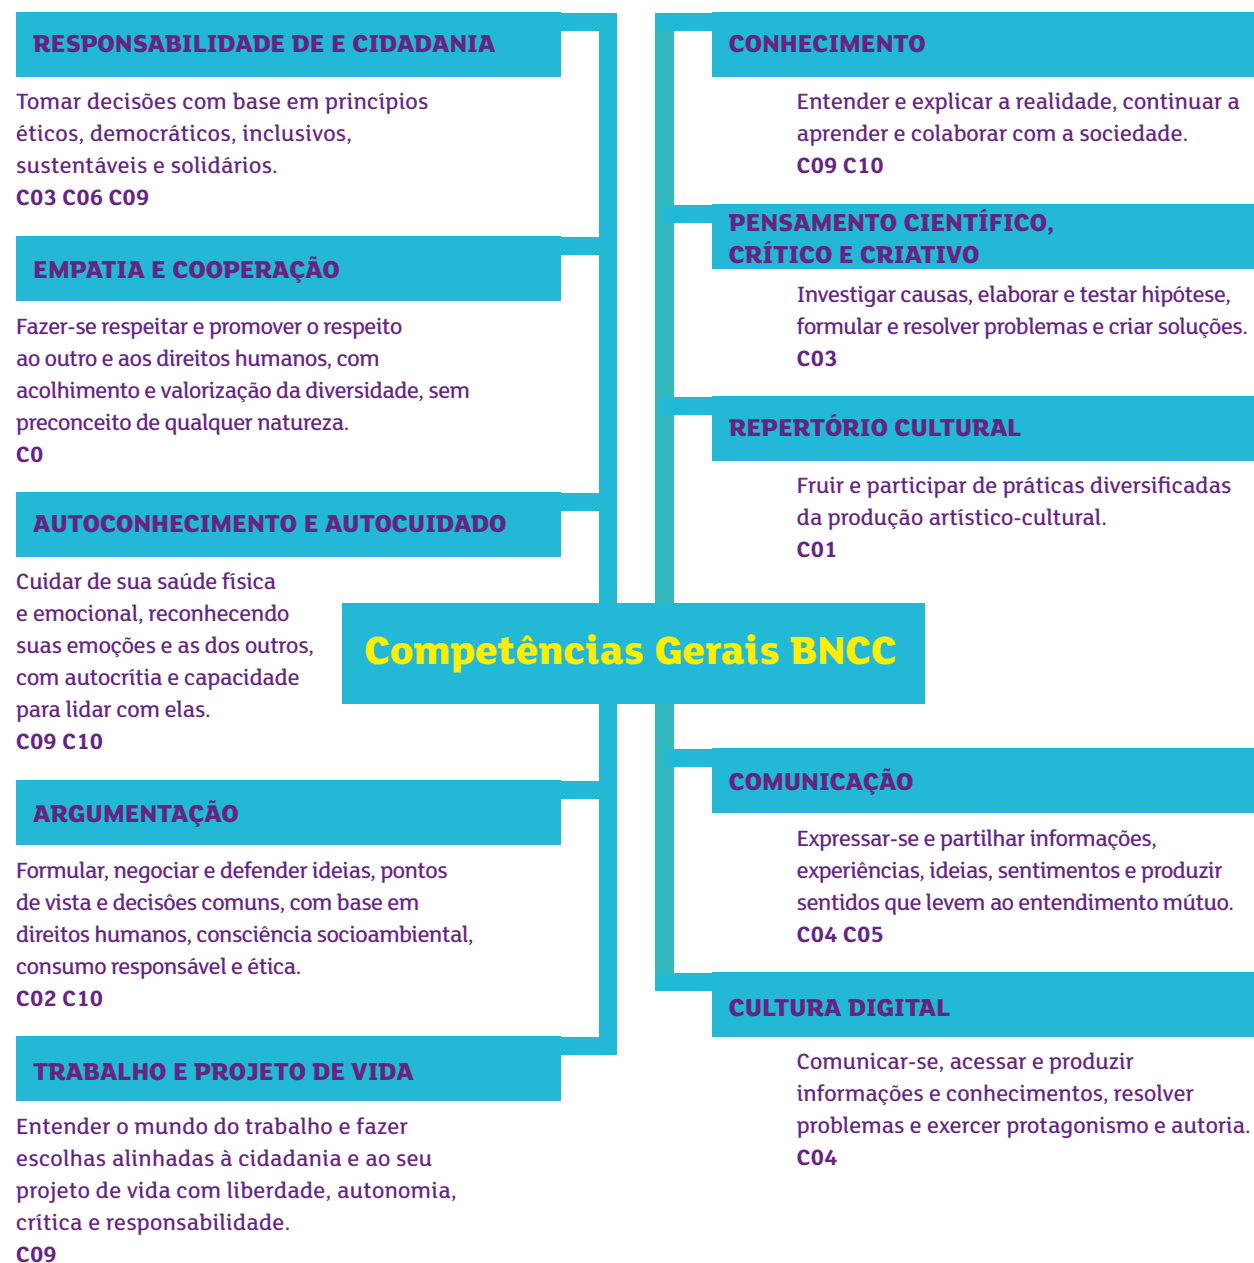 RESPONSABILIDADE DE E CIDADANIA
Tomar decisões com base em princípios
éticos, democráticos, inclusivos,
sustentáveis e solidários.
C03 C06 C09
EMPATIA E COOPERAÇÃO
Fazer-se respeitar e promover o respeito
ao outro e aos direitos humanos, com
acolhimento e valorização da diversidade, sem
preconceito de qualquer natureza.
C0
AUTOCONHECIMENTO E AUTOCUIDADO
Cuidar de sua saúde física
e emocional, reconhecendo
suas emoções e as dos outros,
com autocrítia e capacidade
para lidar com elas.
C09 C10
ARGUMENTAÇÃO
Formular, negociar e defender ideias, pontos
de vista e decisôes comuns, com base em
direitos humanos, consciência socioambiental,
consumo responsável e ética.
C02 C10
TRABALHO E PROJETO DE VIDA
Entender o mundo do trabalho e fazer
escolhas alinhadas à cidadania e ao seu
projeto de vida com liberdade, autonomia,
crítica e responsabilidade.
C09
Competências Gerais BNCC
CONHECIMENTO
Entender e explicar a realidade, continuar a
aprender e colaborar com a sociedade.
C09 C10
PENSAMENTO CIENTÍFICO,
CRÍTICO E CRIATIVO
Investigar causas, elaborar e testar hipótese,
formular e resolver problemas e criar soluções.
C03
REPERTÓRIO CULTURAL
Fruir e participar de práticas diversificadas
da produção artístico-cultural.
C01
COMUNICAÇÃO
Expressar-se e partilhar informações,
experiências, ideias, sentimentos e produzir
sentidos que levem ao entendimento mútuo.
C04 C05
CULTURA DIGITAL
Comunicar-se, acessar e produzir
informações e conhecimentos, resolver
problemas e exercer protagonismo e autoria.
C04